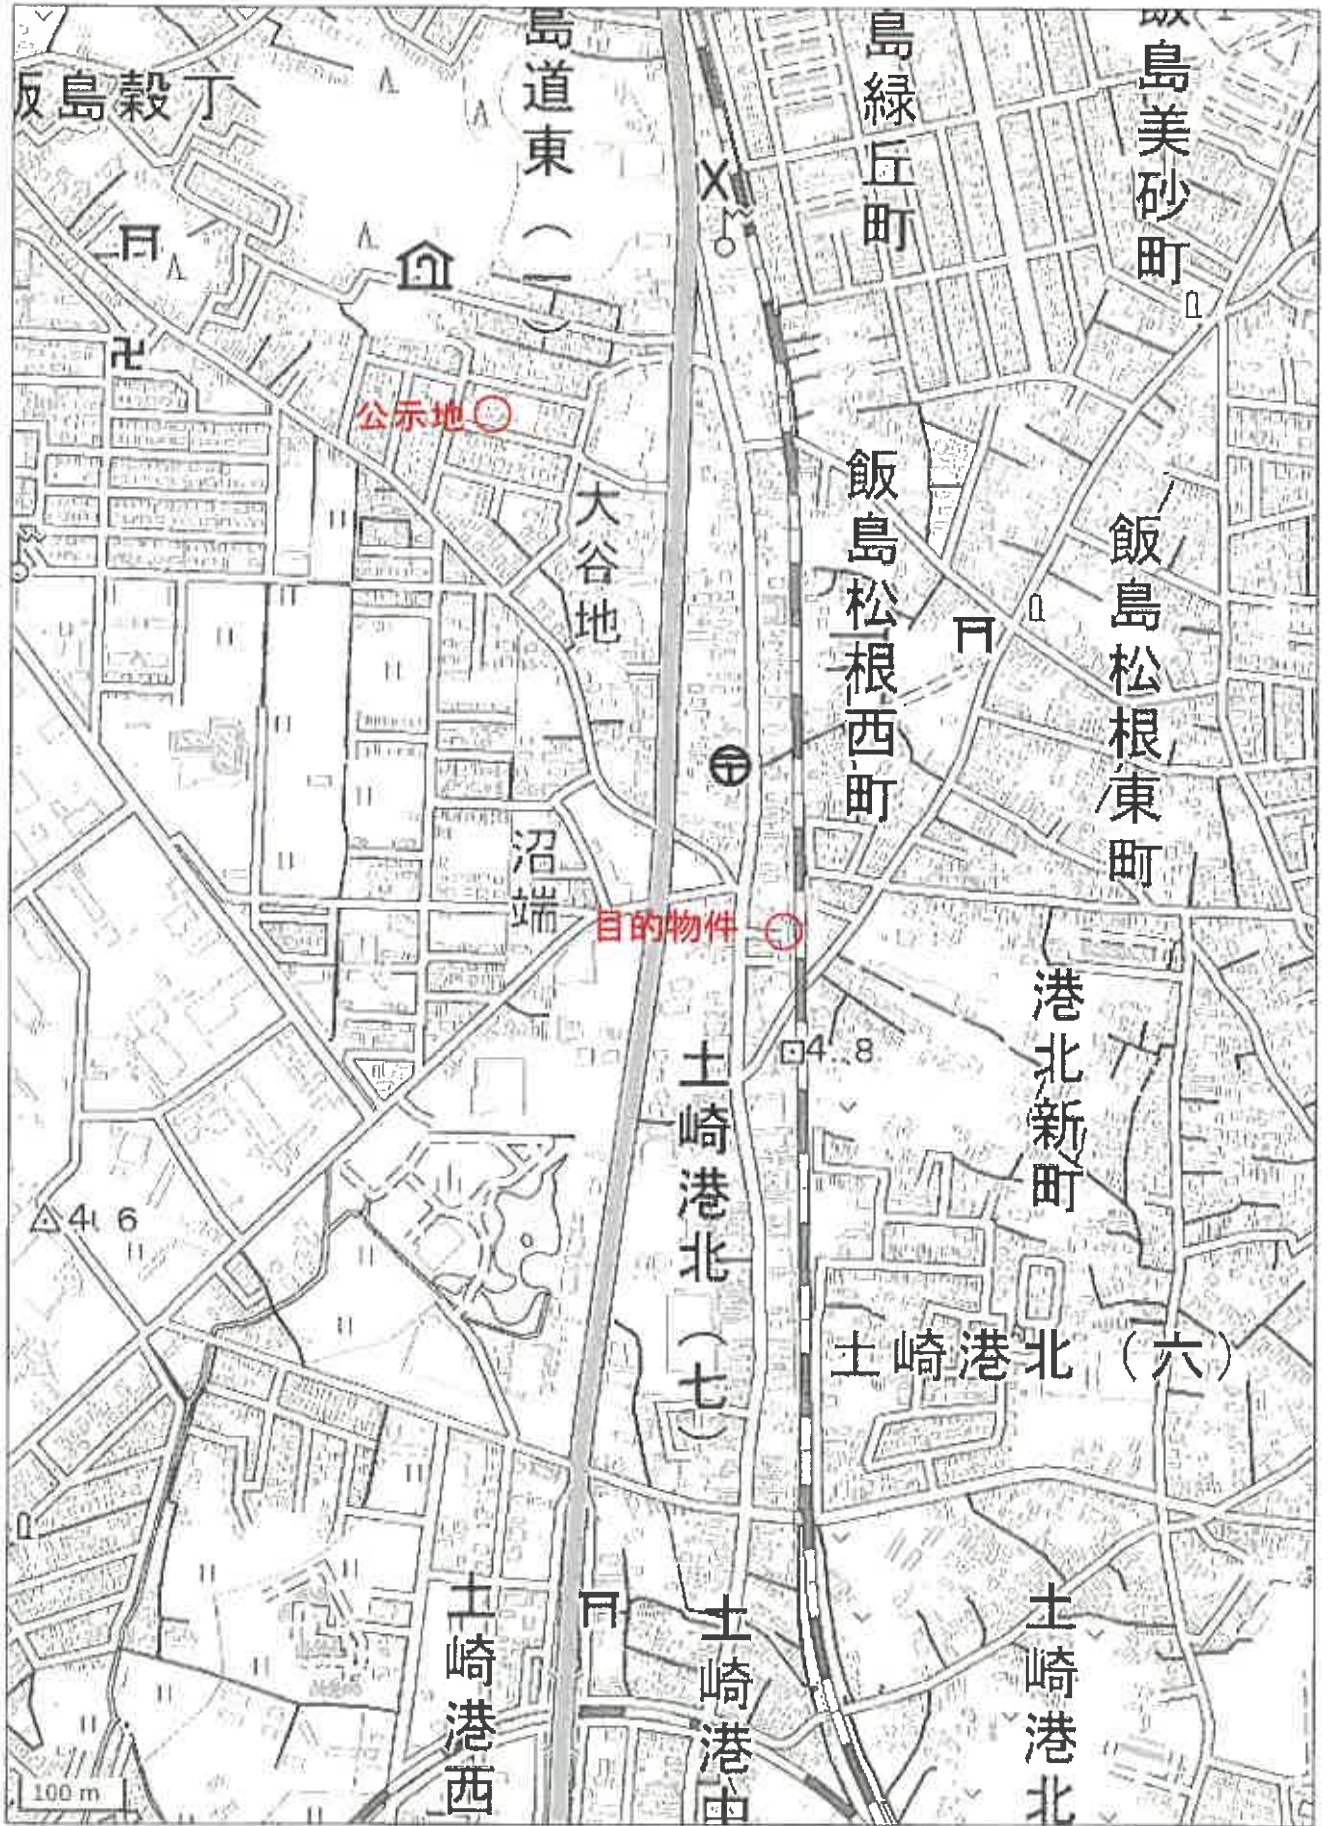 飯島穀丁
島道東(一)
島緑丘町
飯島美砂町
公示地
大谷地
飯島松根西町
飯島松根東町
沼端
目的物件
港北新町
4.8
土崎港北(七)
土崎港北(六)
土崎港西
土崎港中
土崎港北
100 m